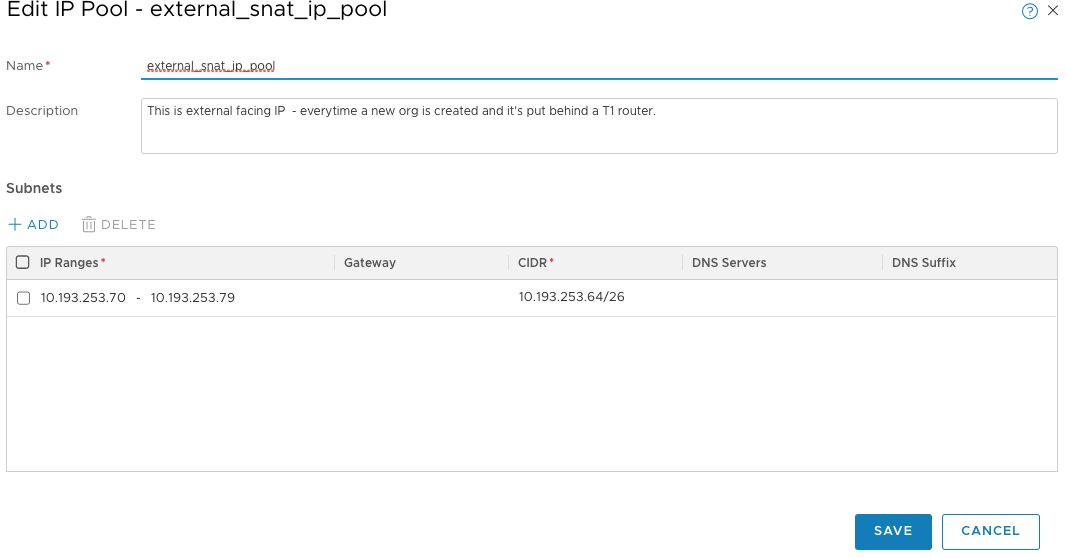 Edit IP Pool - external_snat_ip_pool
Name*
external_snat_ip_pool
Description
This is external facing IP  - everytime a new org is created and it's put behind a T1 router.
Subnets
+ ADD DELETE
IP Ranges* Gateway CIDR* DNS Servers DNS Suffix
10.193.253.70 - 10.193.253.79 10.193.253.64/26
SAVE CANCEL